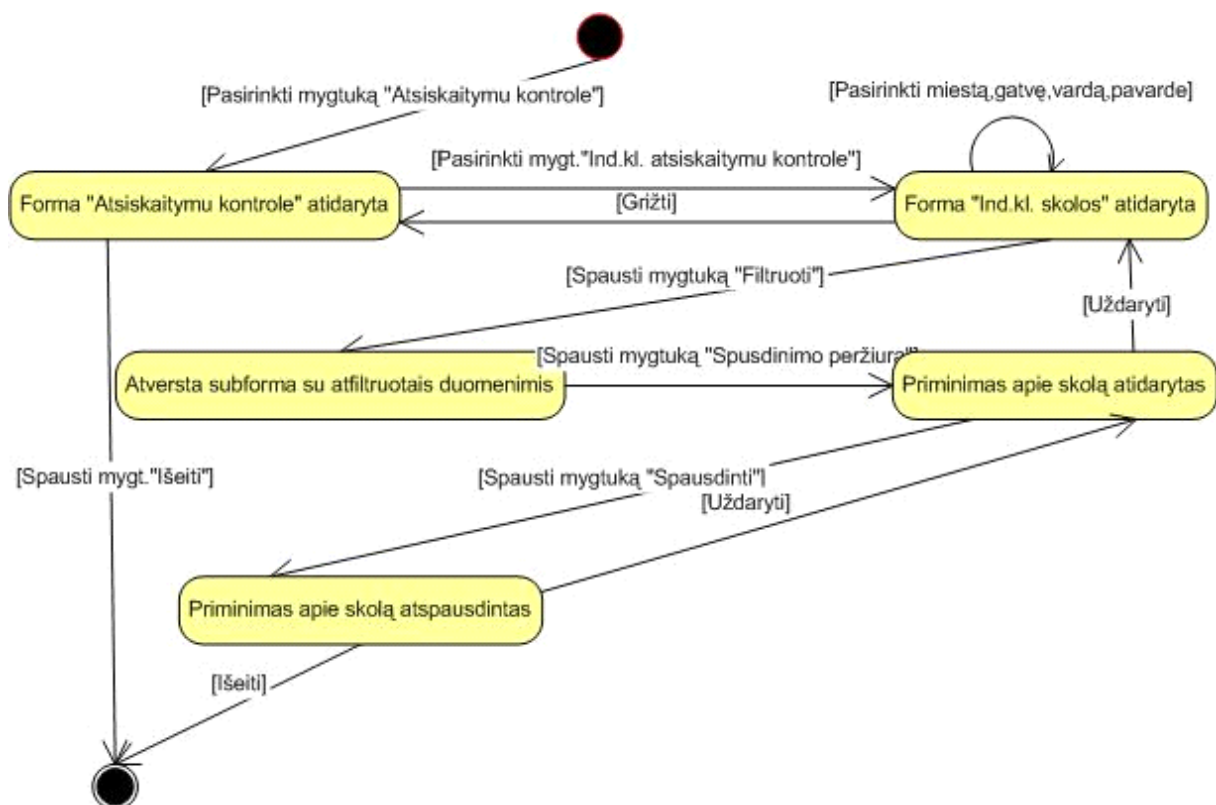 [Pasirinkti mygtuką "Atsiskaitymu kontrole"]
[Pasirinkti miestą,gatvę,vardą,pavarde]
[Pasirinkti mygt."Ind.kl. atsiskaitymu kontrole"]
Forma "Atsiskaitymu kontrole" atidaryta
[Grižti]
Forma "Ind.kl. skolos" atidaryta
[Spausti mygtuką "Filtruoti"]
[Uždaryti]
[Spausti mygtuką "Spusdinimo peržiura"]
Atversta subforma su atfiltruotais duomenimis
Priminimas apie skolą atidarytas
[Spausti mygt."Išeiti"]
[Spausti mygtuką "Spausdinti"]
[Uždaryti]
Priminimas apie skolą atspausdintas
[Išeiti]